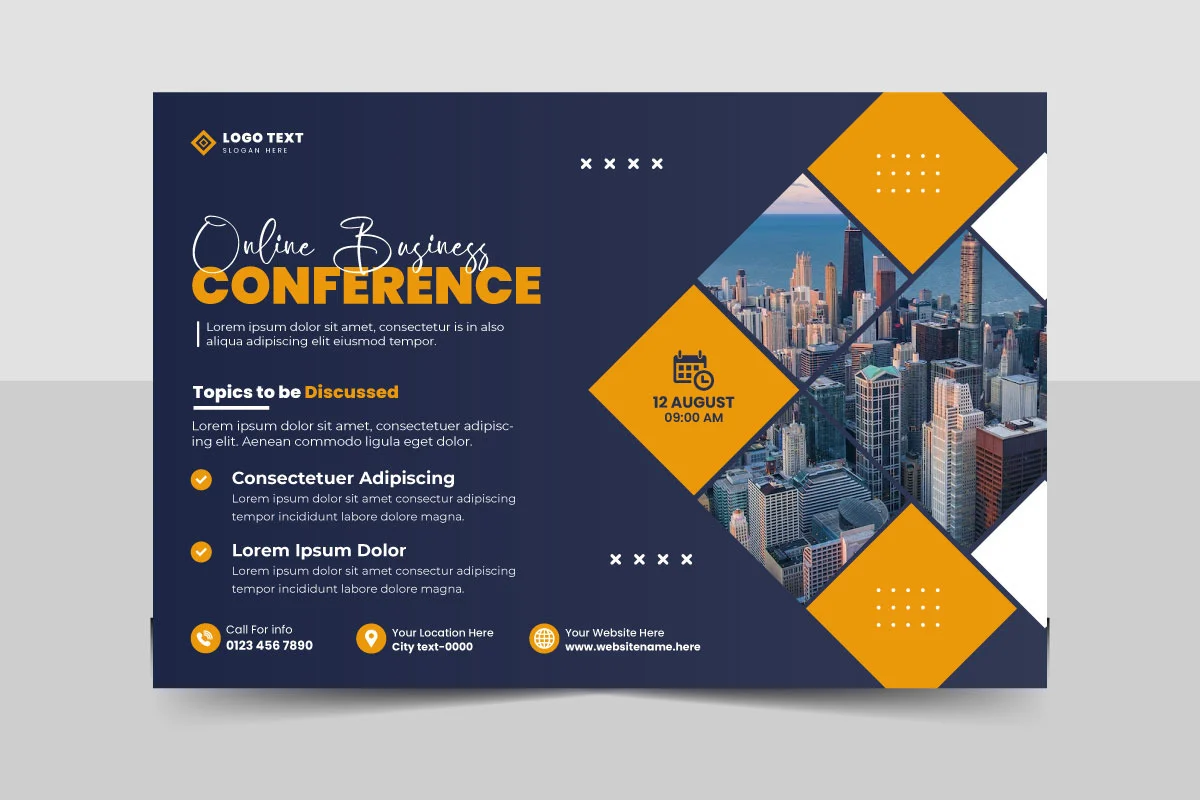 LOGO TEXT
SLOGAN HERE
Online Business
CONFERENCE
Lorem ipsum dolor sit amet, consectetur is in also
aliqua adipiscing elit eiusmod tempor.
Topics to be Discussed
Lorem ipsum dolor sit amet, consectetuer adipisc-
ing elit. Aenean commodo ligula eget dolor.
Consectetuer Adipiscing
Lorem ipsum dolor sit amet consectur adipiscing
tempor incididunt labore dolore magna.
Lorem Ipsum Dolor
Lorem ipsum dolor sit amet consectur adipiscing
tempor incididunt labore dolore magna.
12 AUGUST
09:00 AM
Call For info
0123 456 7890
Your Location Here
City text-0000
Your Website Here
www.websitename.here